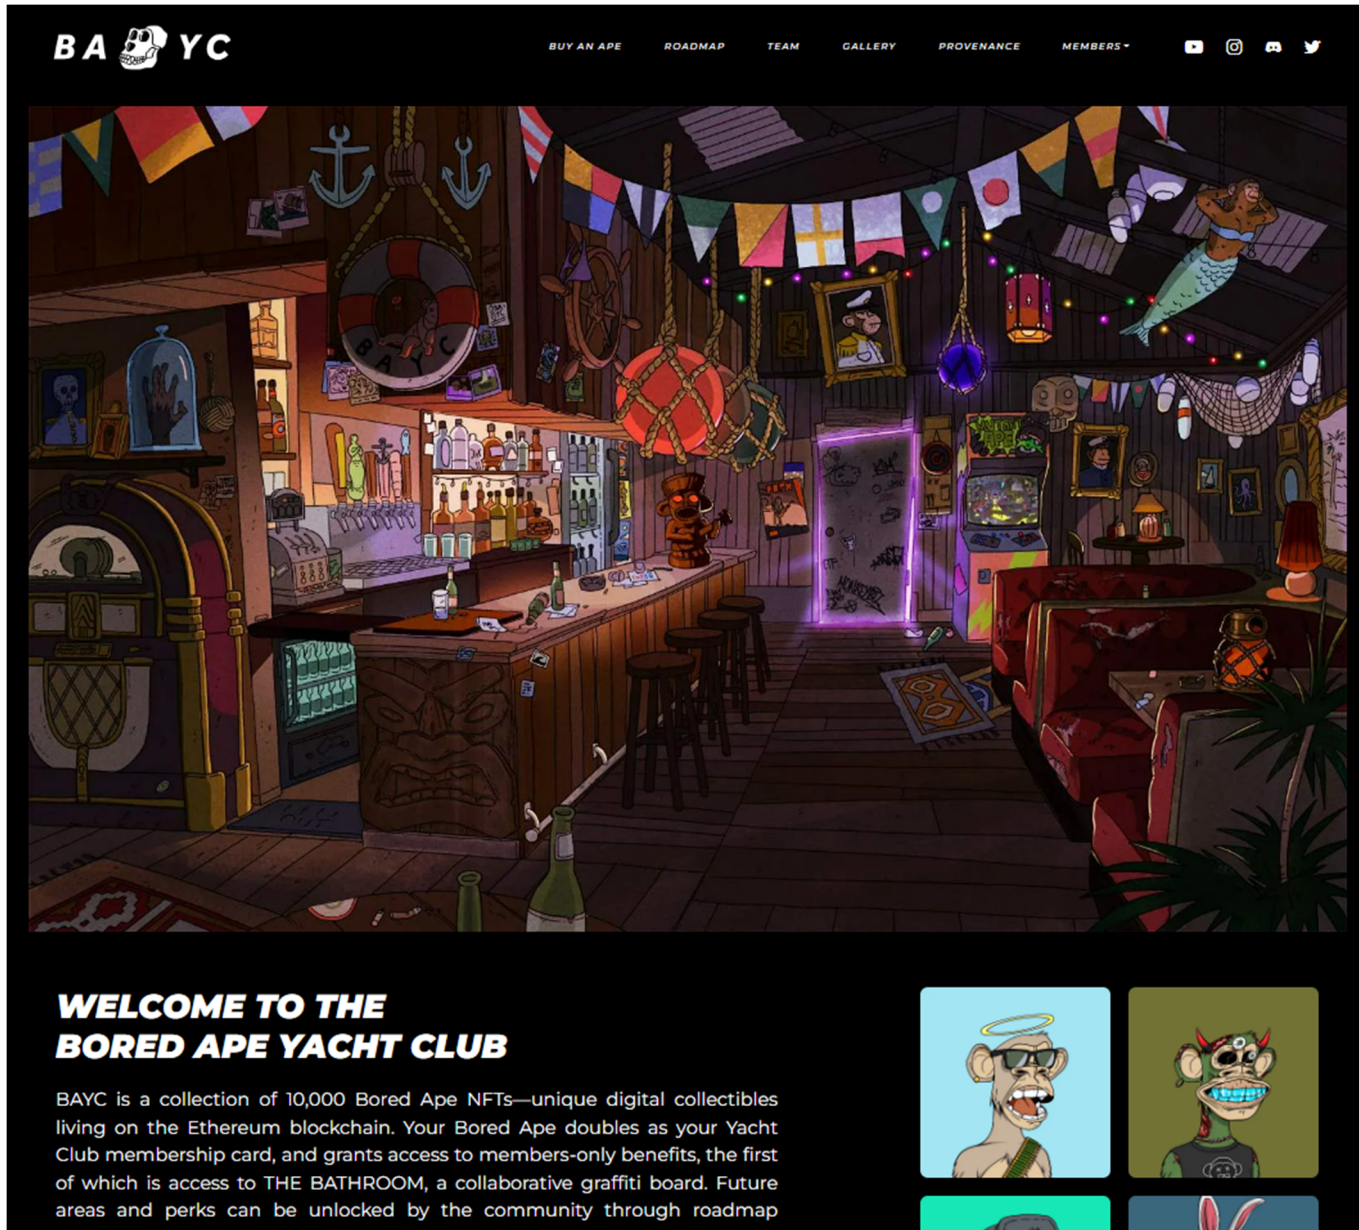 BA YC
BUY AN APE ROADMAP TEAM GALLERY PROVENANCE MEMBERS
BAYC
APE
WELCOME TO THE
BORED APE YACHT CLUB
BAYC is a collection of 10,000 Bored Ape NFTs—unique digital collectibles
living on the Ethereum blockchain. Your Bored Ape doubles as your Yacht
Club membership card, and grants access to members-only benefits, the first
of which is access to THE BATHROOM, a collaborative graffiti board. Future
areas and perks can be unlocked by the community through roadmap